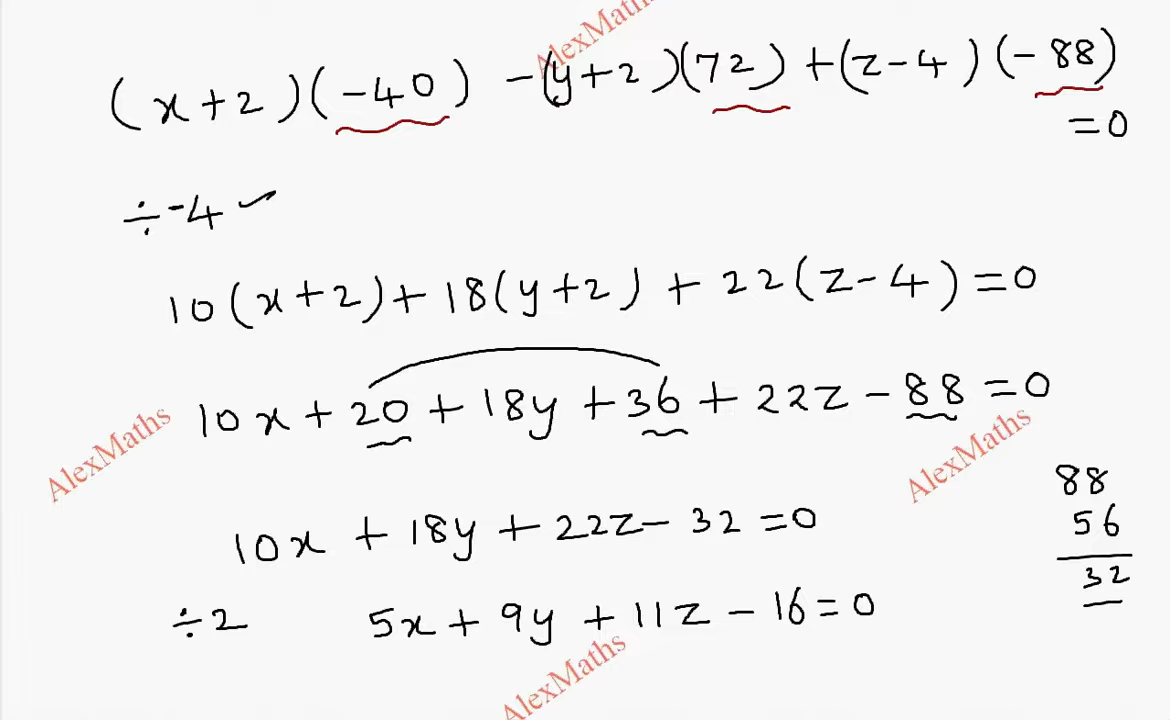 (x+2)(-40) -(y+2)(72) +(z-4)(-88)
=0
÷-4 ✓
10(x+2)+18(y+2)+22(z-4)=0
10x+20+18y+36+22z-88=0
10x+18y+22z-32=0
88
56
32
÷2 5x+9y+11z-16=0
AlexMaths
AlexMaths
AlexMaths
AlexMaths